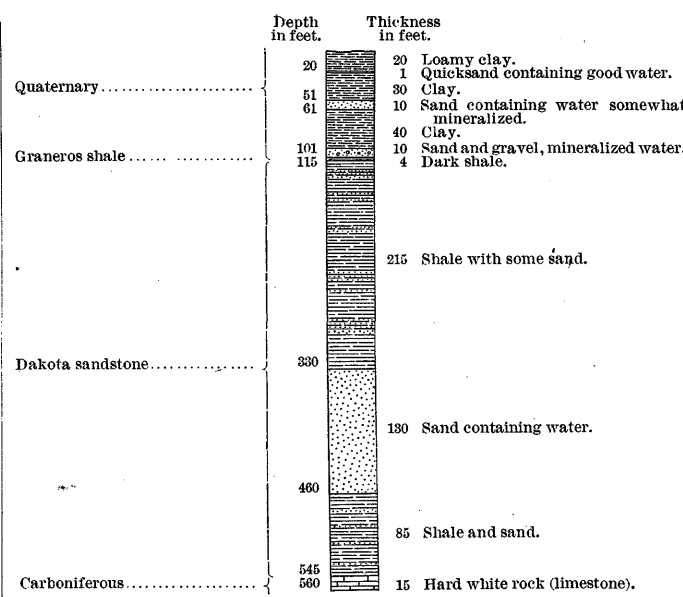 Depth in feet.
Thickness in feet.
20
20 Loamy clay.
1 Quicksand containing good water.
Quaternary
51
30 Clay.
61
10 Sand containing water somewhat
mineralized.
40 Clay.
101
10 Sand and gravel, mineralized water.
Graneros shale
115
4 Dark shale.
215 Shale with some sand.
Dakota sandstone
330
130 Sand containing water.
460
85 Shale and sand.
545
Carboniferous
560
15 Hard white rock (limestone).